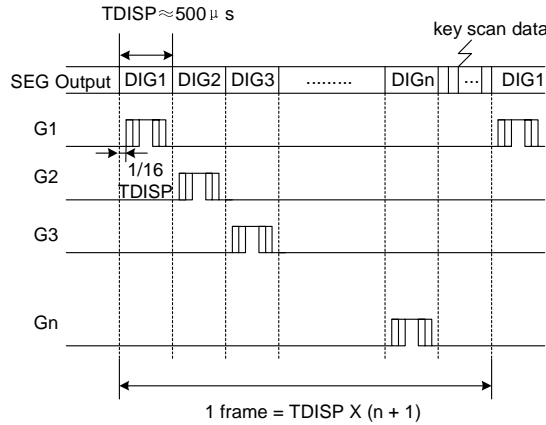 TDISP≈500μs
key scan data
SEG Output DIG1 DIG2 DIG3 ......... DIGn ... DIG1
G1
1/16
TDISP
G2
G3
Gn
1 frame = TDISP X (n + 1)